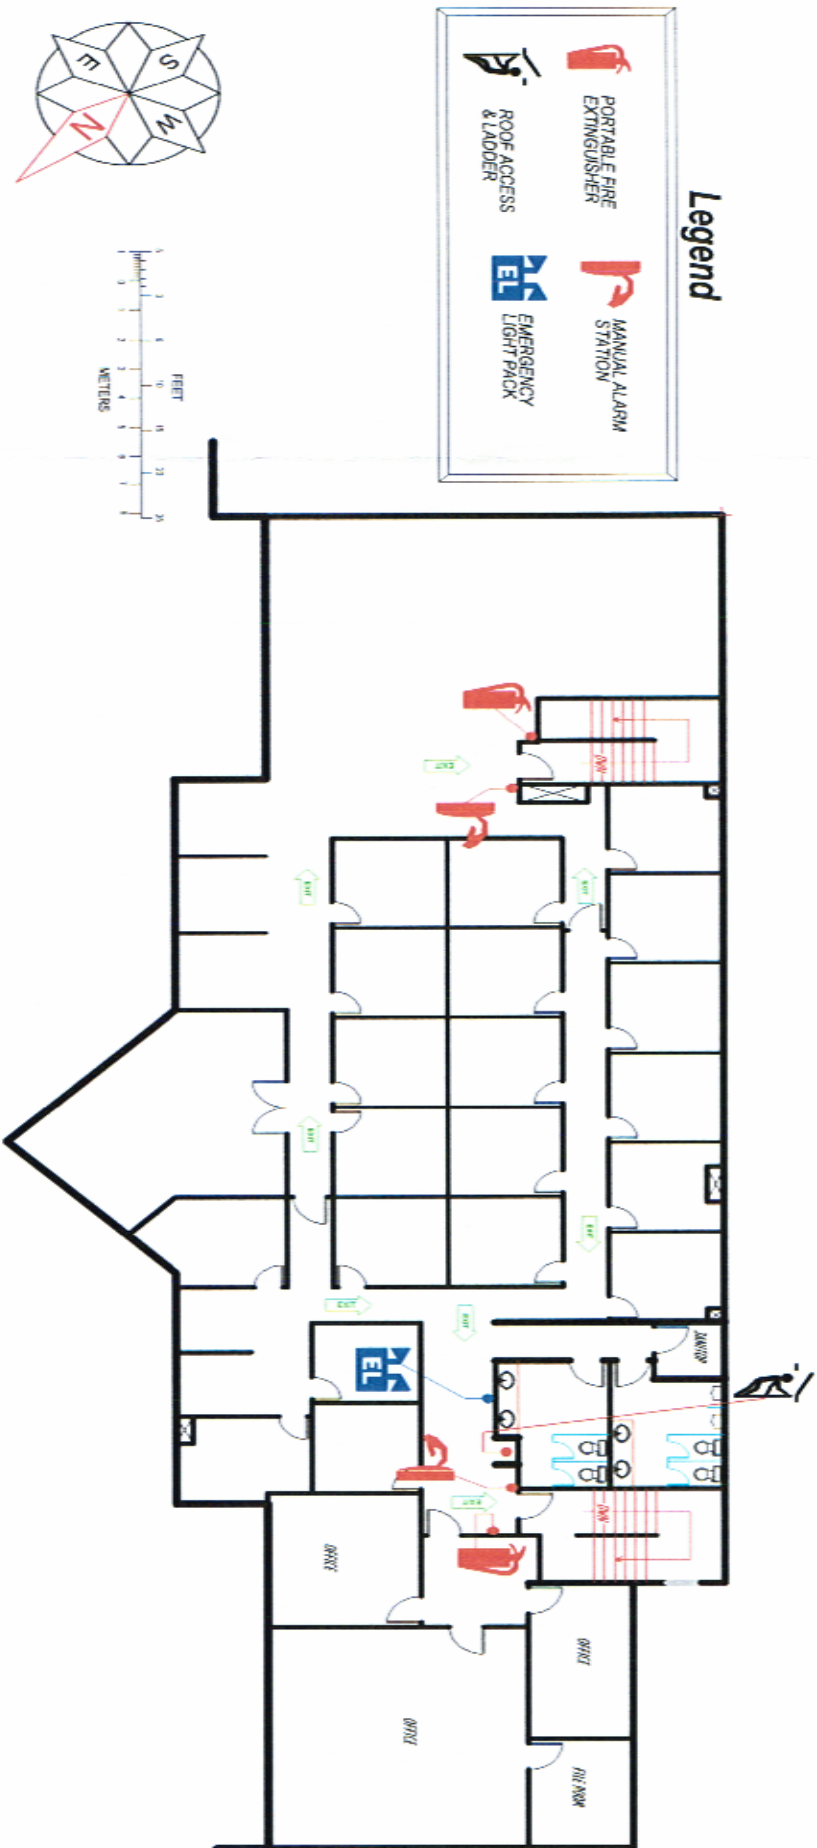 Legend
PORTABLE FIRE
EXTINGUISHER
MANUAL ALARM
STATION
ROOF ACCESS
& LADDER
EL
EMERGENCY
LIGHT PACK
S
W
E
N
FEET
METERS
DWN
EXIT
EXIT
EXIT
EXIT
EXIT
EXIT
EXIT
JANITOR
EL
EXIT
DWN
OFFICE
OFFICE
OFFICE
FILE ROOM